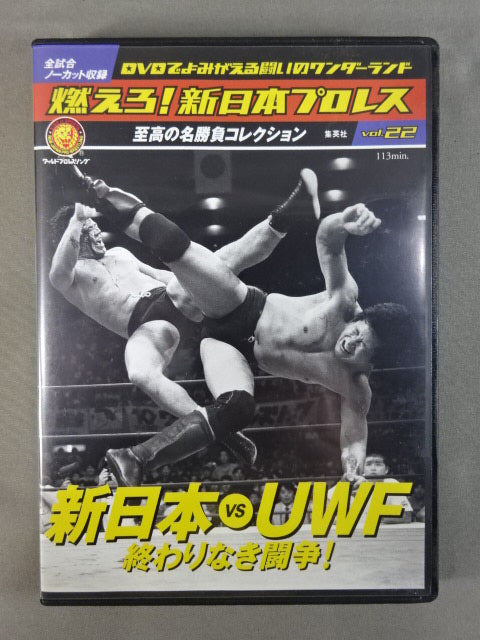 全試合
ノーカット収録
DVDでよみがえる闘いのワンダーランド
燃えろ!新日本プロレス
至高の名勝負コレクション
集英社
vol.22
ワールドプロレスリング
113min.
新日本VS UWF
終わりなき闘争!